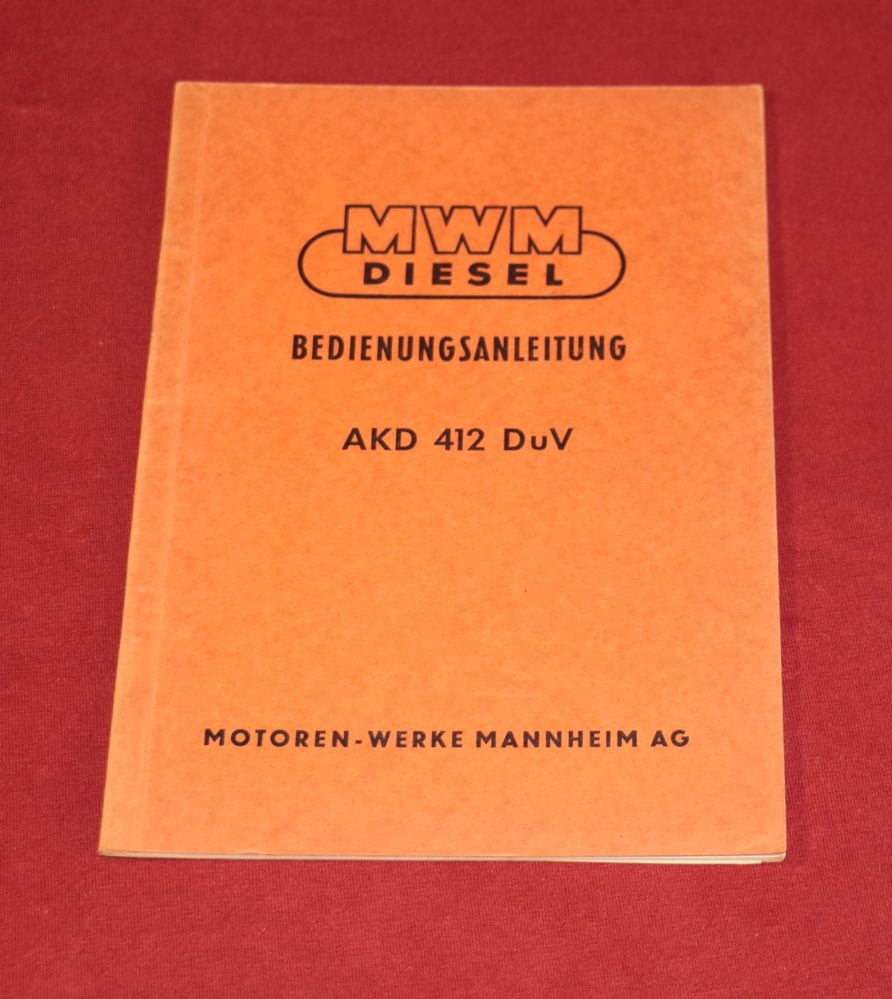 MWM
DIESEL
BEDIENUNGSANLEITUNG
AKD 412 DuV
MOTOREN-WERKE MANNHEIM AG